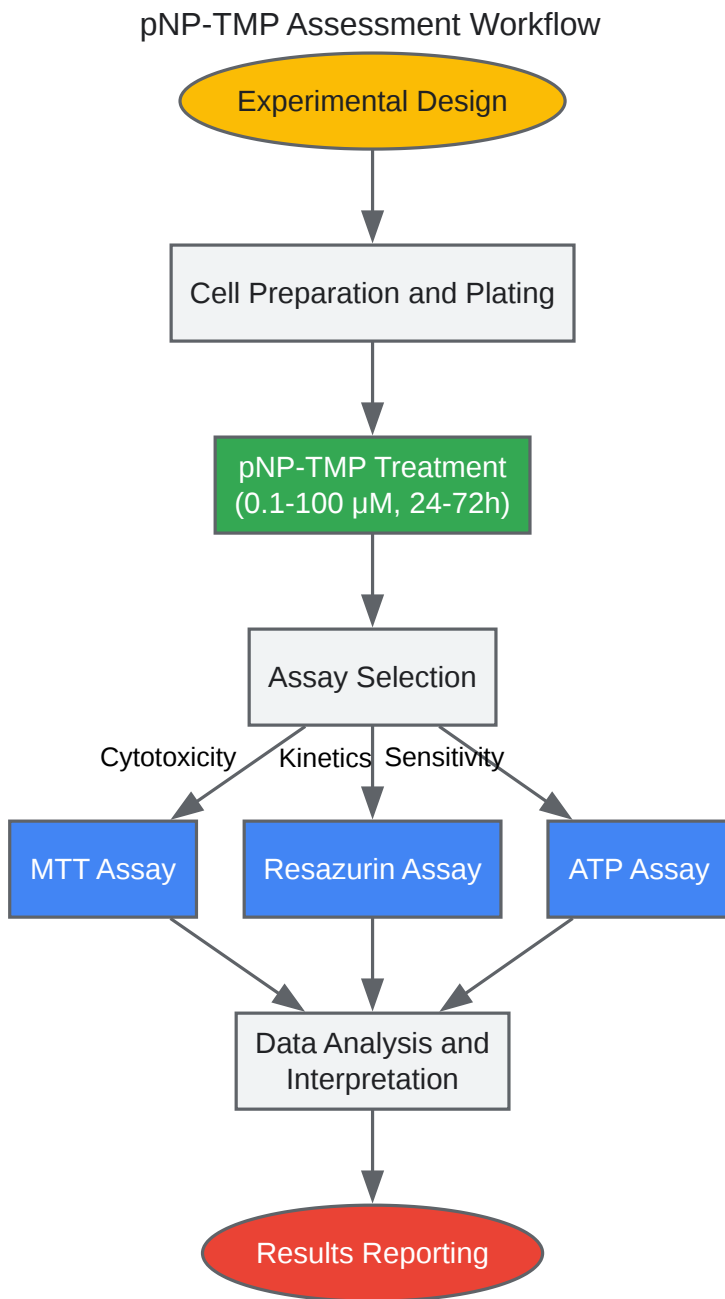 pNP-TMP Assessment Workflow
Experimental Design
Cell Preparation and Plating
pNP-TMP Treatment
(0.1-100 μM, 24-72h)
Assay Selection
Cytotoxicity
Kinetics
Sensitivity
MTT Assay
Resazurin Assay
ATP Assay
Data Analysis and
Interpretation
Results Reporting